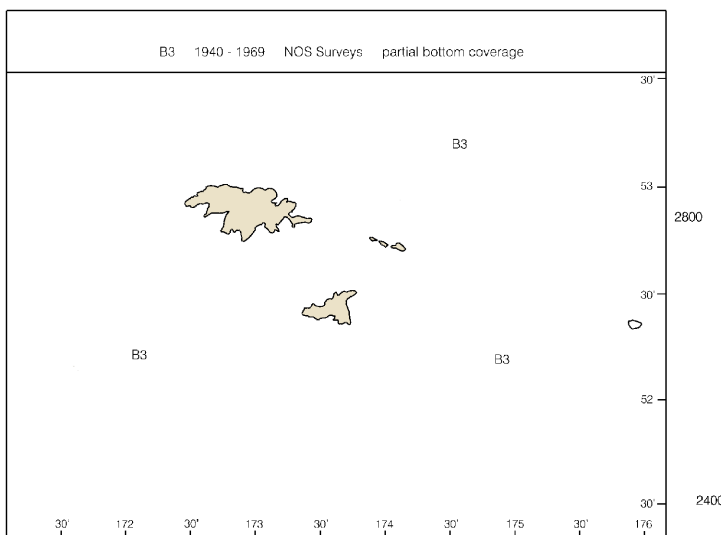 B3 1940 - 1969 NOS Surveys partial bottom coverage
30'
B3
53
2800
30'
B3
B3
52
2400
30'
30' 172 30' 173 30' 174 30' 175 30' 176